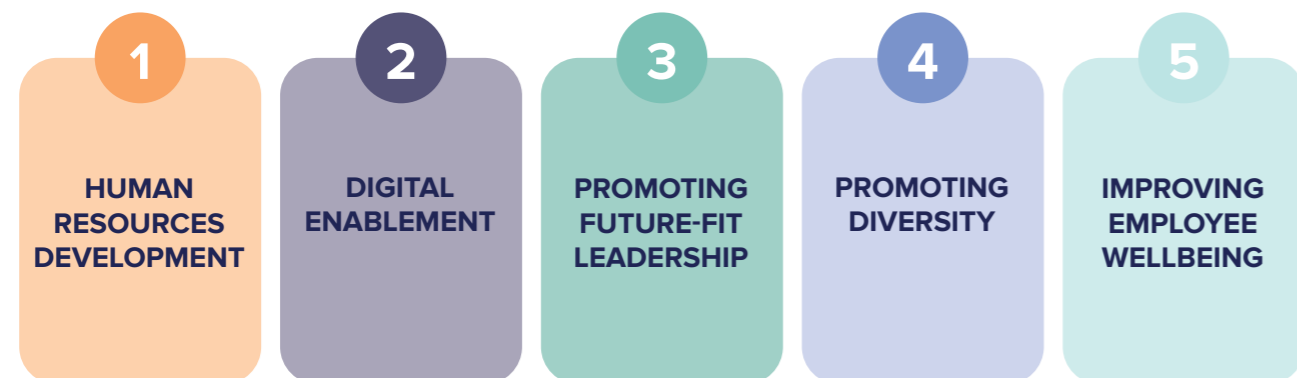 1
HUMAN
RESOURCES
DEVELOPMENT
2
DIGITAL
ENABLEMENT
3
PROMOTING
FUTURE-FIT
LEADERSHIP
4
PROMOTING
DIVERSITY
5
IMPROVING
EMPLOYEE
WELLBEING